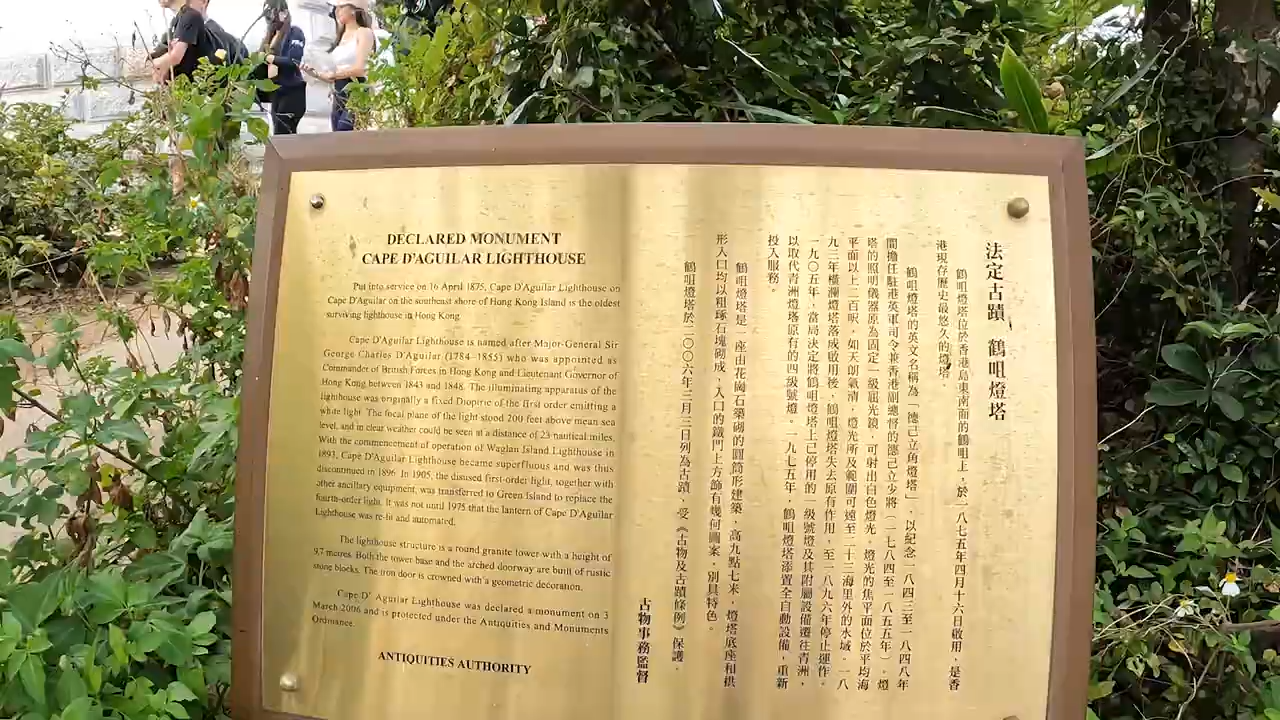 DECLARED MONUMENT
CAPE D'AGUILAR LIGHTHOUSE
Put into service on 16 April 1875, Cape D'Aguilar Lighthouse on
Cape D'Aguilar on the southeast shore of Hong Kong Island is the oldest
surviving lighthouse in Hong Kong.
Cape D'Aguilar Lighthouse is named after Major-General Sir
George Charles D'Aguilar (1784–1855) who was appointed as
Commander of British Forces in Hong Kong and Lieutenant Governor of
Hong Kong between 1843 and 1848. The illuminating apparatus of the
lighthouse was originally a fixed Dioptric of the first order emitting a
white light. The focal plane of the light stood 200 feet above mean sea
level, and in clear weather could be seen at a distance of 23 nautical miles.
With the commencement of operation of Waglan Island Lighthouse in
1893, Cape D'Aguilar Lighthouse became superfluous and was thus
discontinued in 1896. In 1905, the disused first-order light, together with
other ancillary equipment, was transferred to Green Island to replace the
fourth-order light. It was not until 1975 that the lantern of Cape D'Aguilar
Lighthouse was re-lit and automated.
The lighthouse structure is a round granite tower with a height of
9.7 metres. Both the tower base and the arched doorway are built of rustic
stone blocks. The iron door is crowned with a geometric decoration.
Cape D' Aguilar Lighthouse was declared a monument on 3
March 2006 and is protected under the Antiquities and Monuments
Ordinance.
ANTIQUITIES AUTHORITY
法定古蹟 鶴咀燈塔
鶴咀燈塔位於香港島東南面的鶴咀上，於一八七五年四月十六日啟用，是香
港現存歷史最悠久的燈塔。
鶴咀燈塔的英文名稱為「德己立角燈塔」，以紀念一八四三至一八四八年
間擔任駐港英軍司令兼香港副總督的德己立少將（一七八四至一八五五年）。燈
塔的照明儀器原為固定一級屈光鏡，可射出白色燈光。燈光的焦平面位於平均海
平面以上二百呎，如天朗氣清，燈光所及範圍可遠至二十三海里外的水域。一八
九三年橫瀾燈塔落成啟用後，鶴咀燈塔失去原有作用，至一八九六年停止運作。
一九０五年，當局決定將鶴咀燈塔上已停用的一級號燈及其附屬設備遷往青洲，
以取代青洲燈塔原有的四級號燈。一九七五年，鶴咀燈塔添置全自動設備，重新
投入服務。
鶴咀燈塔是一座由花崗石築砌的圓筒形建築，高九點七米，燈塔底座和拱
形入口均以粗琢石塊砌成，入口的鐵門上方飾有幾何圖案，別具特色。
鶴咀燈塔於二００六年三月三日列為古蹟，受《古物及古蹟條例》保護。
古物事務監督